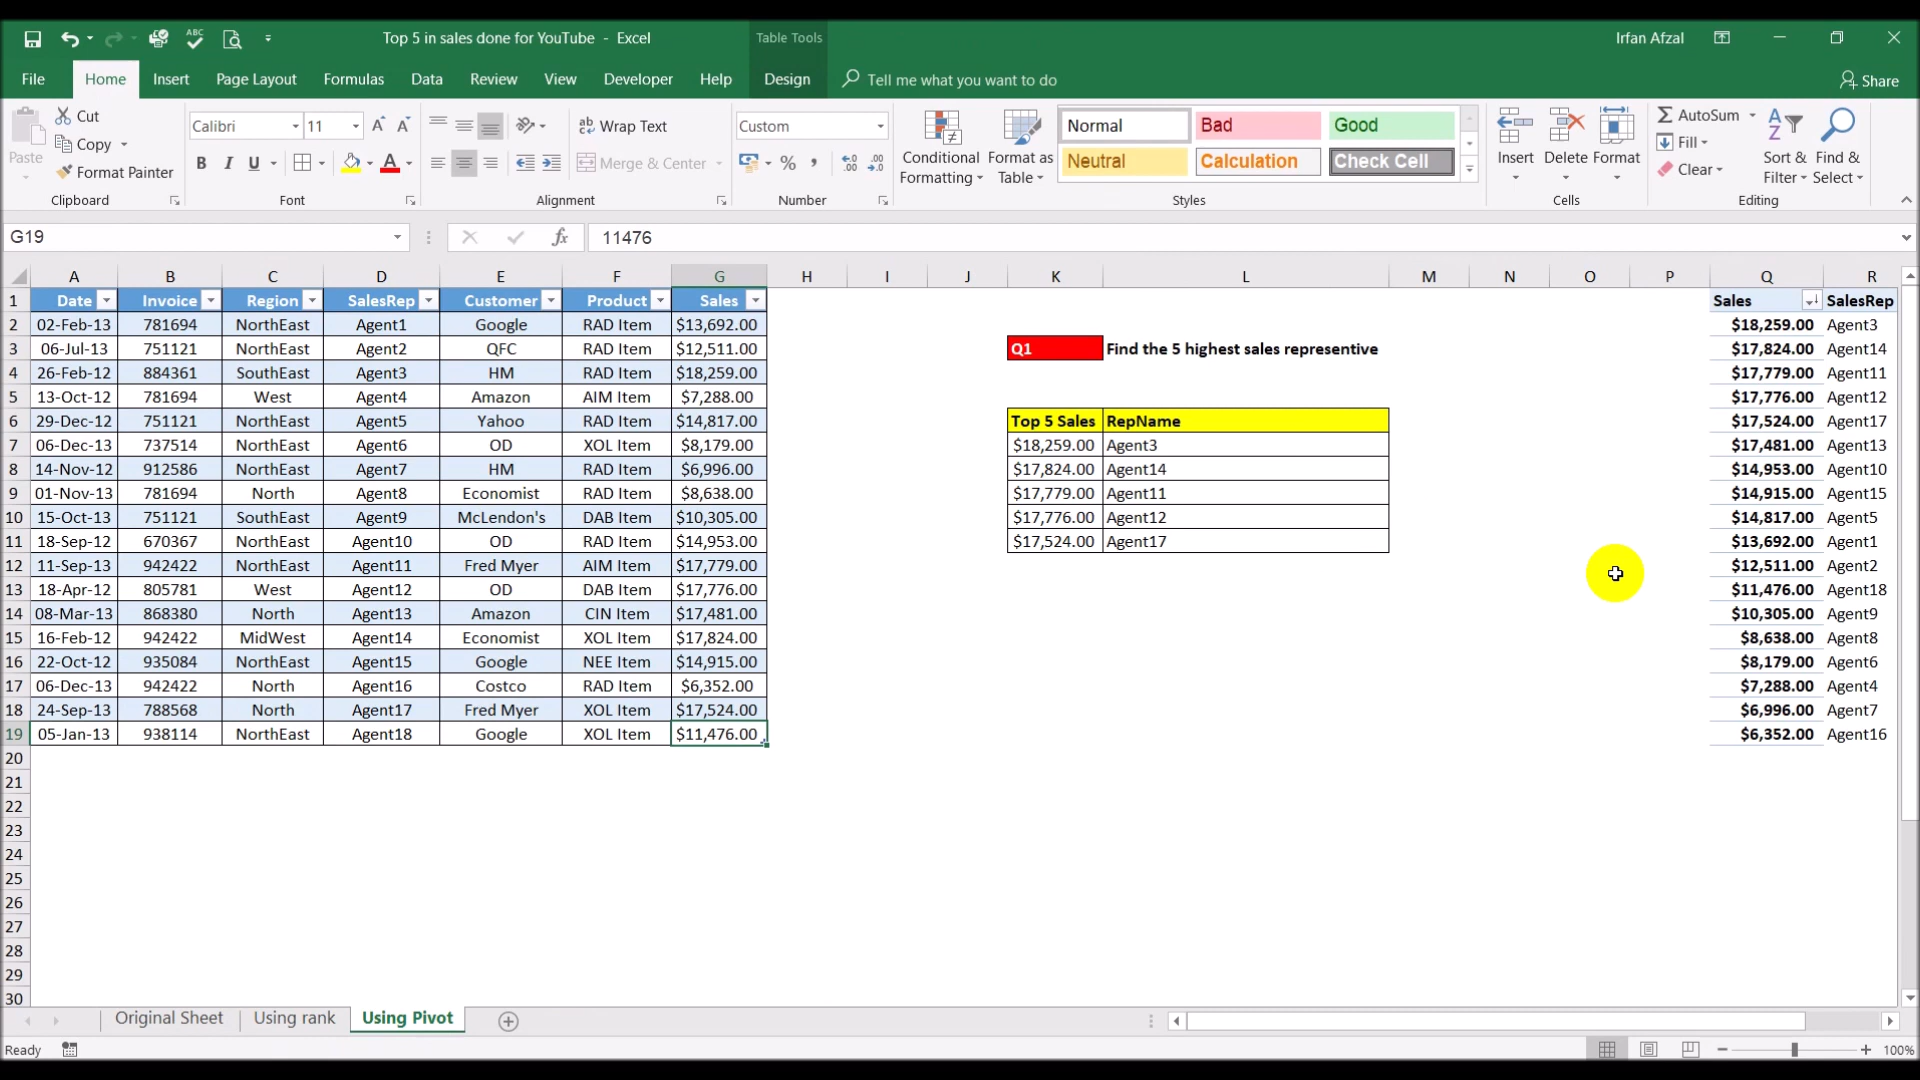 ABC
Top 5 in sales done for YouTube - Excel
Table Tools
Irfan Afzal
File Home Insert Page Layout Formulas Data Review View Developer Help Design Tell me what you want to do Share
Paste
Cut
Copy
Format Painter
Clipboard
Calibri 11
B I U
Font
Wrap Text
Merge & Center
Alignment
Custom
%
Number
Conditional Formatting
Format as Table
Normal Bad Good
Neutral Calculation Check Cell
Styles
Insert Delete Format
Cells
AutoSum
Fill
Clear
Sort & Filter
Find & Select
Editing
G19 fx 11476
A B C D E F G H I J K L M N O P Q R
1 Date Invoice Region SalesRep Customer Product Sales Sales SalesRep
2 02-Feb-13 781694 NorthEast Agent1 Google RAD Item $13,692.00 $18,259.00 Agent3
3 06-Jul-13 751121 NorthEast Agent2 QFC RAD Item $12,511.00 Q1 Find the 5 highest sales representive $17,824.00 Agent14
4 26-Feb-12 884361 SouthEast Agent3 HM RAD Item $18,259.00 $17,779.00 Agent11
5 13-Oct-12 781694 West Agent4 Amazon AIM Item $7,288.00 $17,776.00 Agent12
6 29-Dec-12 751121 NorthEast Agent5 Yahoo RAD Item $14,817.00 Top 5 Sales RepName $17,524.00 Agent17
7 06-Dec-13 737514 NorthEast Agent6 OD XOL Item $8,179.00 $18,259.00 Agent3 $17,481.00 Agent13
8 14-Nov-12 912586 NorthEast Agent7 HM RAD Item $6,996.00 $17,824.00 Agent14 $14,953.00 Agent10
9 01-Nov-13 781694 North Agent8 Economist RAD Item $8,638.00 $17,779.00 Agent11 $14,915.00 Agent15
10 15-Oct-13 751121 SouthEast Agent9 McLendon's DAB Item $10,305.00 $17,776.00 Agent12 $14,817.00 Agent5
11 18-Sep-12 670367 NorthEast Agent10 OD RAD Item $14,953.00 $17,524.00 Agent17 $13,692.00 Agent1
12 11-Sep-13 942422 NorthEast Agent11 Fred Myer AIM Item $17,779.00 $12,511.00 Agent2
13 18-Apr-12 805781 West Agent12 OD DAB Item $17,776.00 $11,476.00 Agent18
14 08-Mar-13 868380 North Agent13 Amazon CIN Item $17,481.00 $10,305.00 Agent9
15 16-Feb-12 942422 MidWest Agent14 Economist XOL Item $17,824.00 $8,638.00 Agent8
16 22-Oct-12 935084 NorthEast Agent15 Google NEE Item $14,915.00 $8,179.00 Agent6
17 06-Dec-13 942422 North Agent16 Costco RAD Item $6,352.00 $7,288.00 Agent4
18 24-Sep-13 788568 North Agent17 Fred Myer XOL Item $17,524.00 $6,996.00 Agent7
19 05-Jan-13 938114 NorthEast Agent18 Google XOL Item $11,476.00 $6,352.00 Agent16
20
21
22
23
24
25
26
27
28
29
30
Original Sheet Using rank Using Pivot
Ready 100%